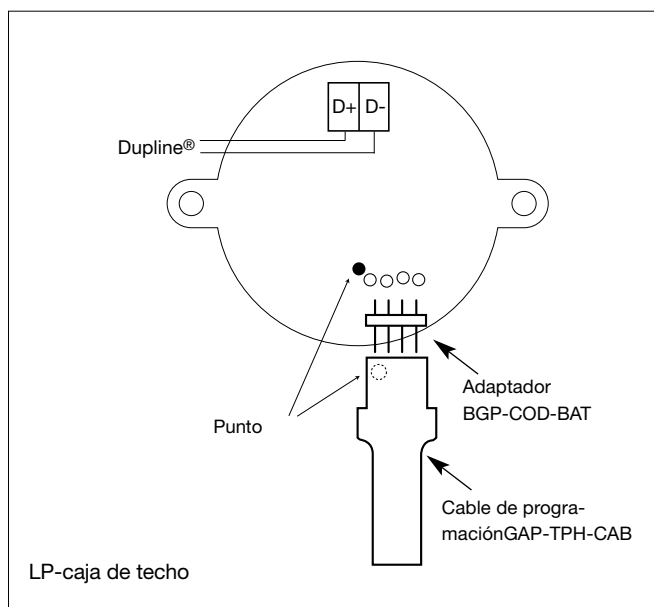 D+ D-
Dupline®
Adaptador
BGP-COD-BAT
Punto
Cable de progra-
maciónGAP-TPH-CAB
LP-caja de techo